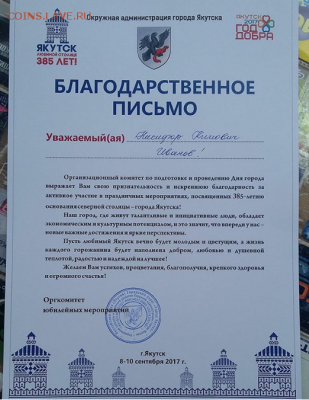 COINS.SU.RU
Окружная администрация города Якутска
ЯКУТСК
ЛЮБИМОЙ СТОЛИЦЕ
385 ЛЕТ!
ЯКУТСК
2017
ГОД
ДОБРА
БЛАГОДАРСТВЕННОЕ
ПИСЬМО
Уважаемый(ая)
Иванов!
Организационный комитет по подготовке и проведению Дня города
выражает Вам свою признательность и искреннюю благодарность за
активное участие в праздничных мероприятиях, посвященных 385-летию
основания северной столицы – города Якутска!
Наш город, где живут талантливые и инициативные люди, обладает
экономическим и культурным потенциалом, и это значит, что впереди у нас –
новые важные достижения и яркие перспективы.
Пусть любимый Якутск вечно будет молодым и цветущим, а жизнь
каждого горожанина будет наполнена добром, любовью и душевной
теплотой, радостью и надеждой на лучшее!
Желаем Вам успехов, процветания, благополучия, крепкого здоровья
и огромного счастья!
Оргкомитет
юбилейных мероприятий
г.Якутск
8-10 сентября 2017 г.